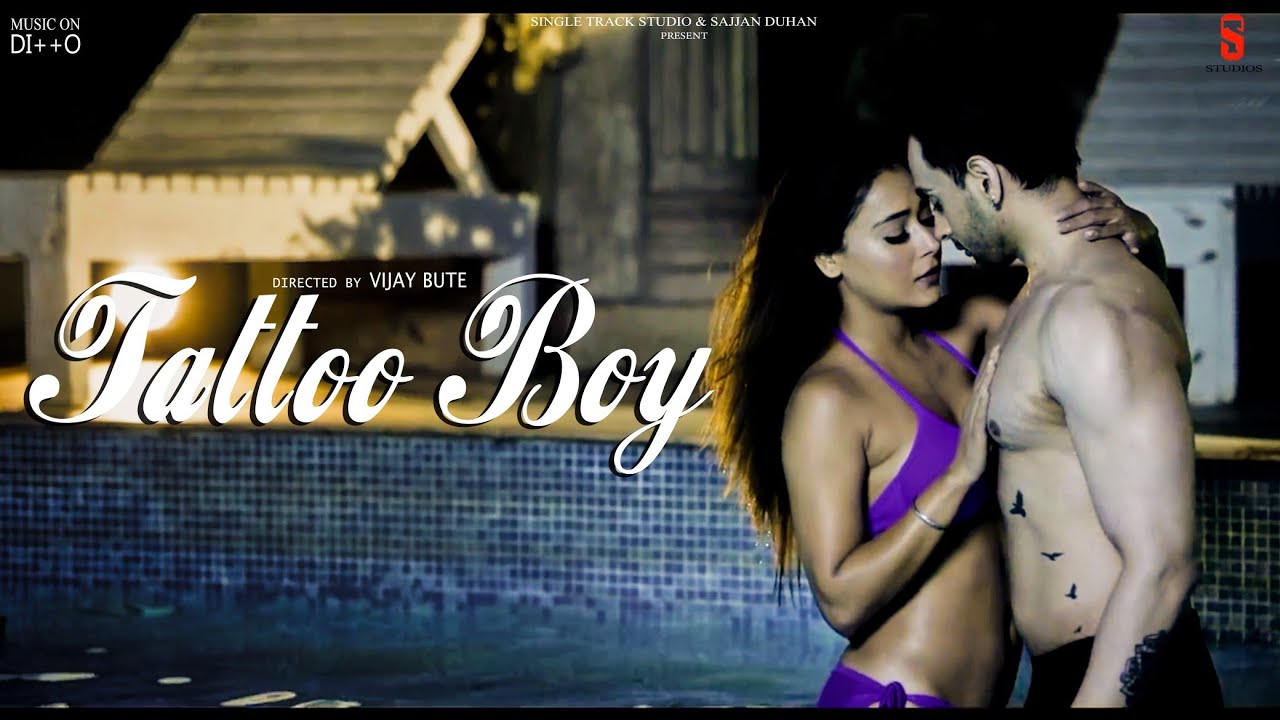 MUSIC ON
DI++O
SINGLE TRACK STUDIO & SAJJAN DUHAN
PRESENT
S
STUDIOS
DIRECTED BY VIJAY BUTE
Tattoo Boy